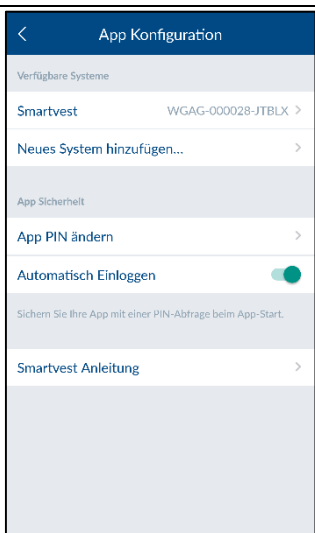 App Konfiguration
Verfügbare Systeme
Smartvest WGAG-000028-JTBLX
Neues System hinzufügen...
App Sicherheit
App PIN ändern
Automatisch Einloggen
Sichern Sie Ihre App mit einer PIN-Abfrage beim App-Start.
Smartvest Anleitung